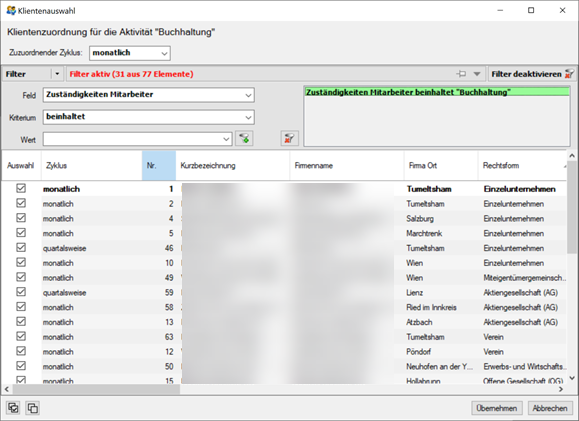 Klientenauswahl
Klientenzuordnung für die Aktivität "Buchhaltung"
Zuzuordnender Zyklus: monatlich
Filter Filter aktiv (31 aus 77 Elemente) Filter deaktivieren
Feld Zuständigkeiten Mitarbeiter Zuständigkeiten Mitarbeiter beinhaltet "Buchhaltung"
Kriterium beinhaltet
Wert
Auswahl Zyklus Nr. Kurzbezeichnung Firmenname Firma Ort Rechtsform
monatlich 1 Tumeltsham Einzelunternehmen
monatlich 2 Tumeltsham Einzelunternehmen
monatlich 4 Salzburg Einzelunternehmen
monatlich 5 Marchtrenk Einzelunternehmen
quartalsweise 46 Tumeltsham Einzelunternehmen
monatlich 10 Wien Einzelunternehmen
monatlich 49 Wien Miteigentümergemeinsch...
quartalsweise 59 Lienz Aktiengesellschaft (AG)
monatlich 58 Ried im Innkreis Aktiengesellschaft (AG)
monatlich 13 Atzbach Aktiengesellschaft (AG)
monatlich 63 Tumeltsham Verein
monatlich 12 Pöndorf Verein
monatlich 50 Neuhofen an der Y... Erwerbs- und Wirtschafts...
monatlich 15 Hollabrunn Offene Gesellschaft (OG)
Übernehmen Abbrechen